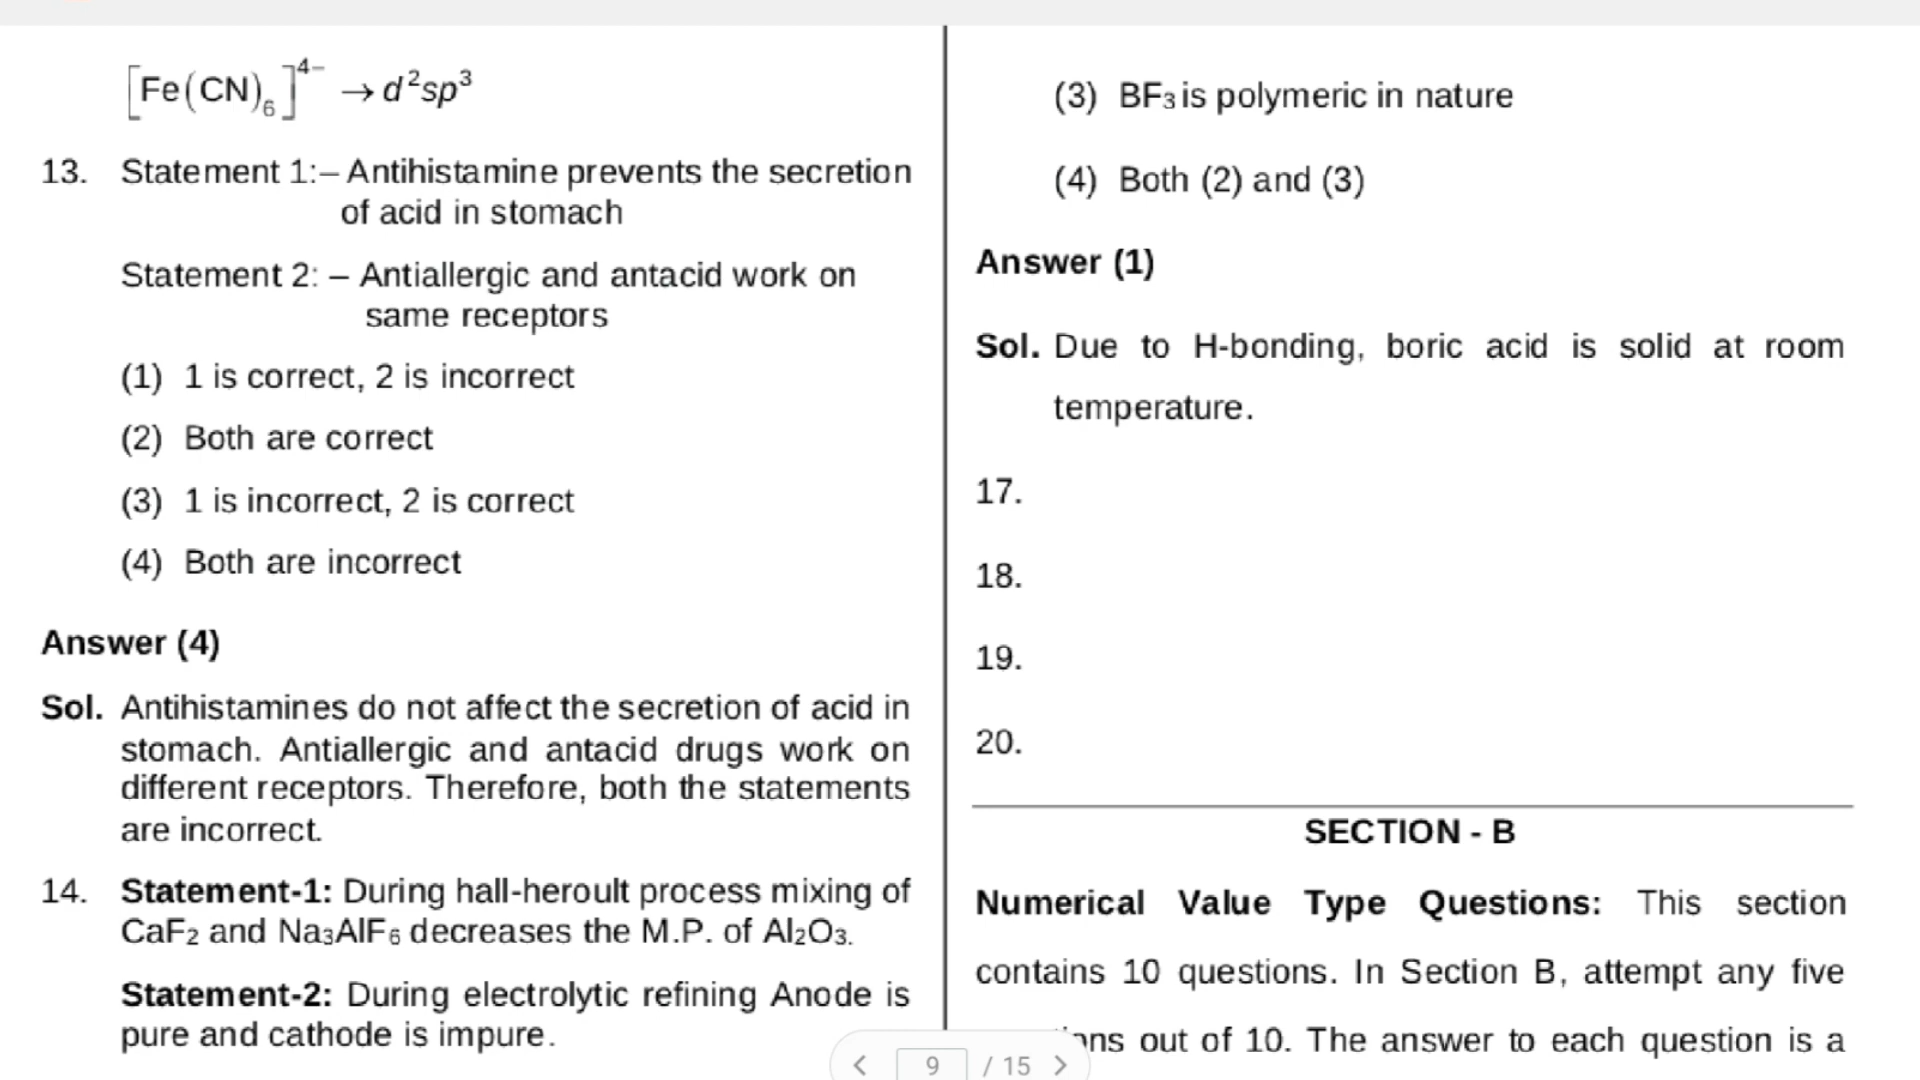 [Fe(CN)₆]⁴⁻ → d²sp³
13. Statement 1:– Antihistamine prevents the secretion
of acid in stomach
Statement 2: – Antiallergic and antacid work on
same receptors
(1) 1 is correct, 2 is incorrect
(2) Both are correct
(3) 1 is incorrect, 2 is correct
(4) Both are incorrect
Answer (4)
Sol. Antihistamines do not affect the secretion of acid in
stomach. Antiallergic and antacid drugs work on
different receptors. Therefore, both the statements
are incorrect.
14. Statement-1: During hall-heroult process mixing of
CaF₂ and Na₃AlF₆ decreases the M.P. of Al₂O₃.
Statement-2: During electrolytic refining Anode is
pure and cathode is impure.
(3) BF₃ is polymeric in nature
(4) Both (2) and (3)
Answer (1)
Sol. Due to H-bonding, boric acid is solid at room
temperature.
17.
18.
19.
20.
SECTION - B
Numerical Value Type Questions: This section
contains 10 questions. In Section B, attempt any five
out of 10. The answer to each question is a
9 / 15